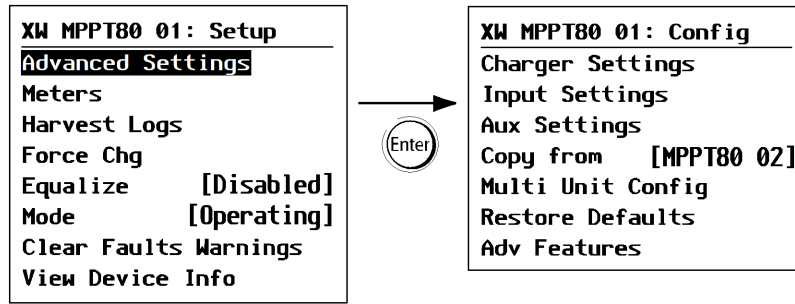 XW MPPT80 01: Setup
Advanced Settings
Meters
Harvest Logs
Force Chg
Equalize [Disabled]
Mode [Operating]
Clear Faults Warnings
View Device Info
Enter
XW MPPT80 01: Config
Charger Settings
Input Settings
Aux Settings
Copy from [MPPT80 02]
Multi Unit Config
Restore Defaults
Adv Features